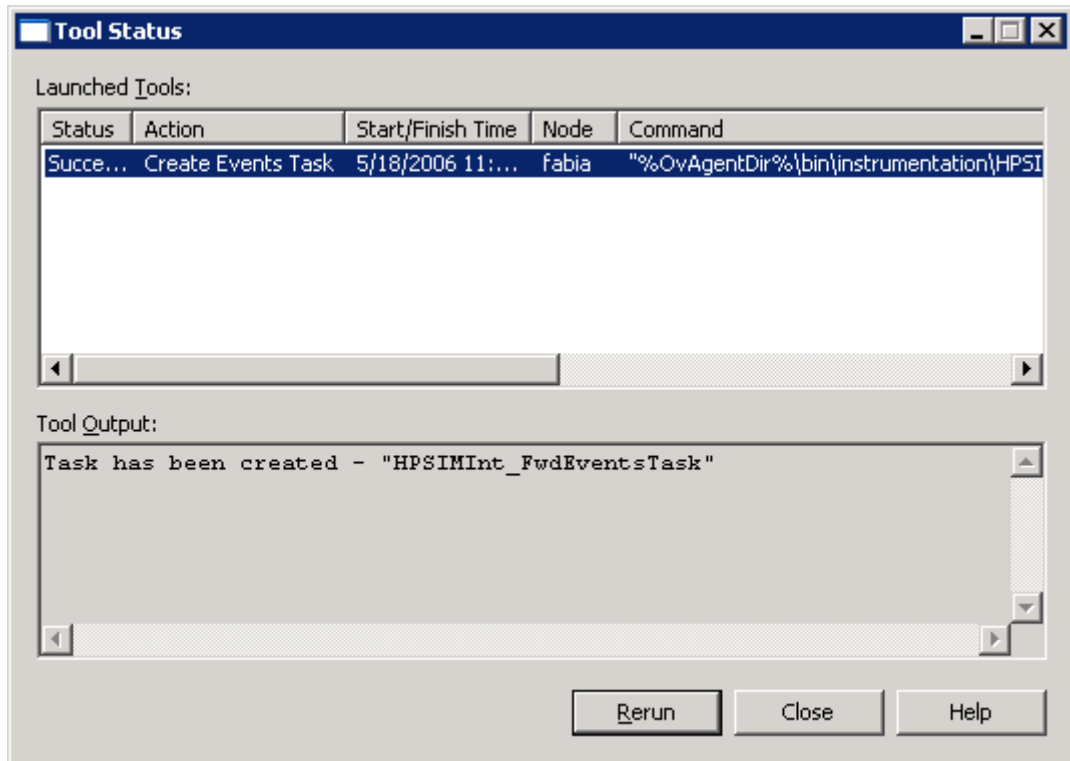 Tool Status
Launched Tools:
Status Action Start/Finish Time Node Command
Succe... Create Events Task 5/18/2006 11:... fabia "%OvAgentDir%\bin\instrumentation\HPSI
Tool Output:
Task has been created - "HPSIMInt_FwdEventsTask"
Rerun Close Help